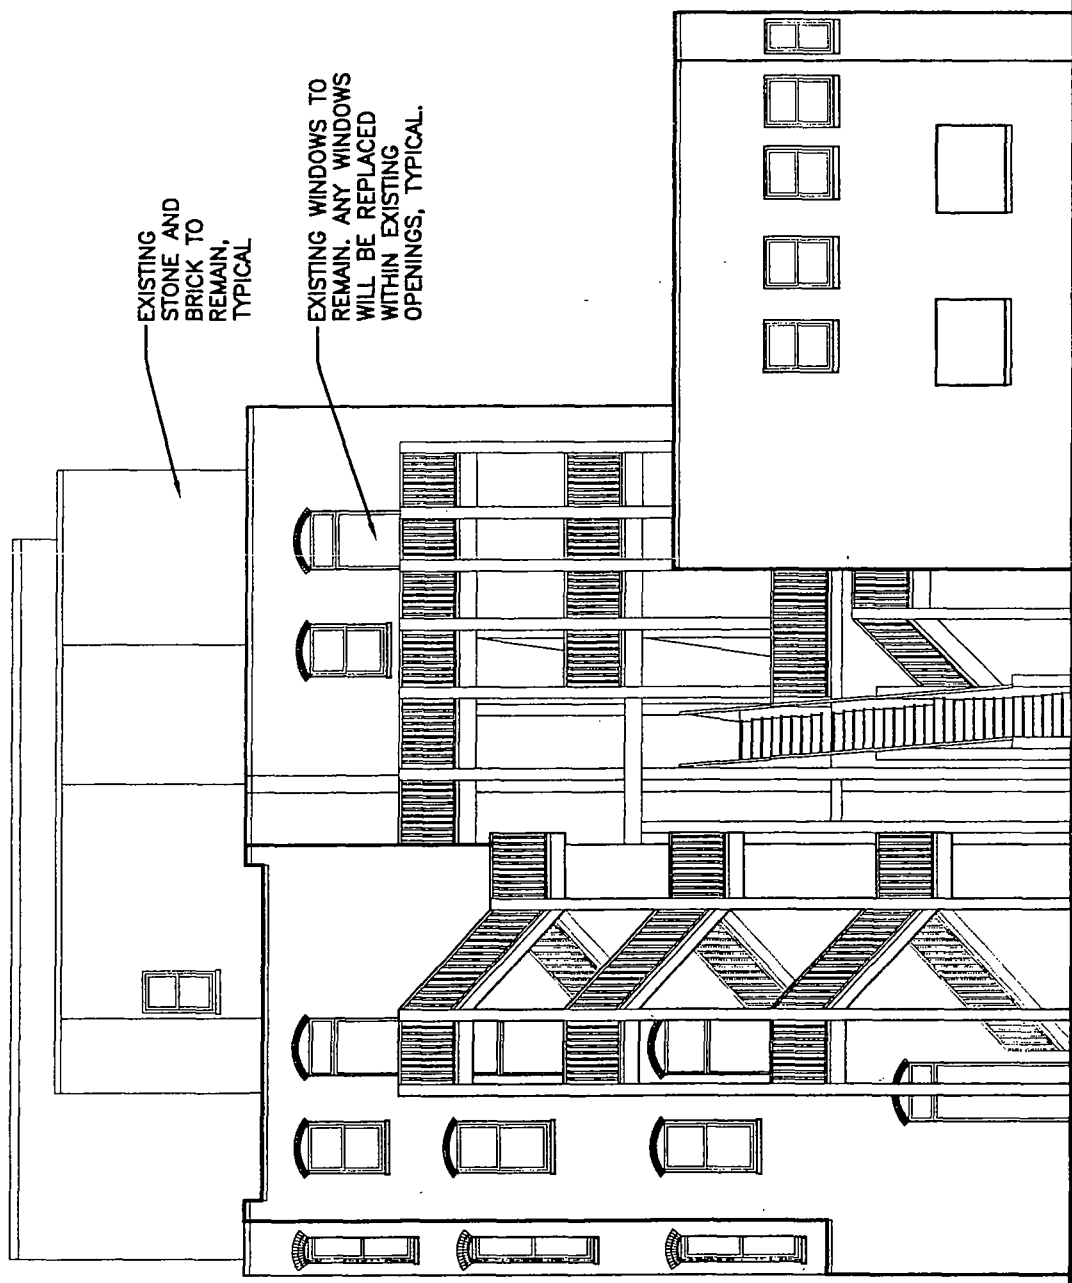 EXISTING
STONE AND
BRICK TO
REMAIN,
TYPICAL
EXISTING WINDOWS TO
REMAIN. ANY WINDOWS
WILL BE REPLACED
WITHIN EXISTING
OPENINGS, TYPICAL.